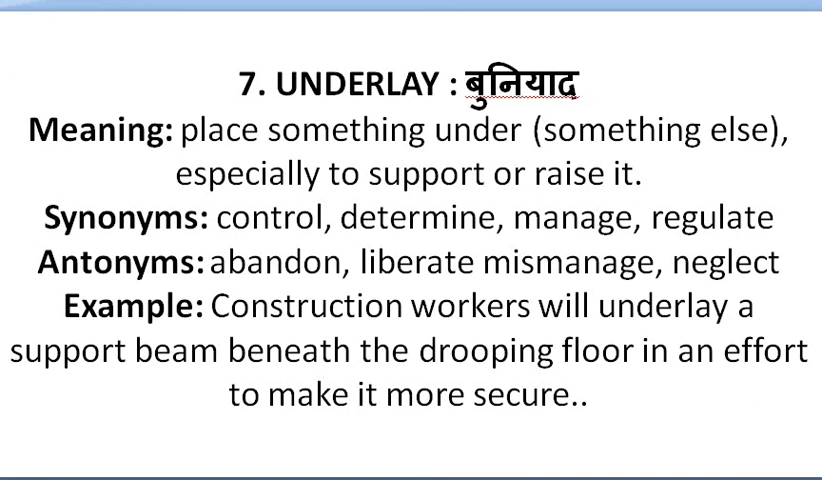 7. UNDERLAY : बुनियाद
Meaning: place something under (something else),
especially to support or raise it.
Synonyms: control, determine, manage, regulate
Antonyms: abandon, liberate mismanage, neglect
Example: Construction workers will underlay a
support beam beneath the drooping floor in an effort
to make it more secure..